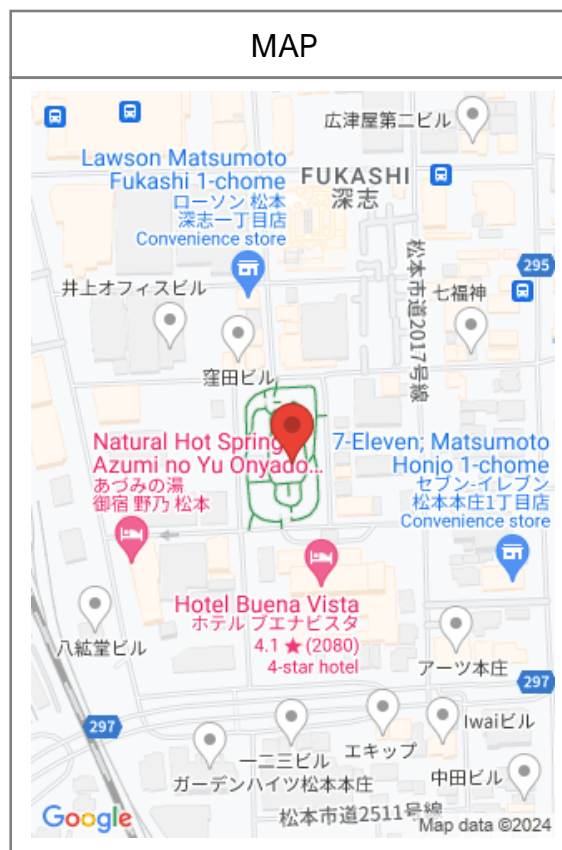 MAP
広津屋第二ビル
Lawson Matsumoto
Fukashi 1-chome
ローソン 松本
深志一丁目店
Convenience store
FUKASHI
深志
松本市道2017号線
295
井上オフィスビル
七福神
窪田ビル
Natural Hot Spring
Azumi no Yu Onyado...
あづみの湯
御宿 野乃 松本
7-Eleven; Matsumoto
Honjo 1-chome
セブン-イレブン
松本本庄1丁目店
Convenience store
Hotel Buena Vista
ホテル ブエナビスタ
4.1 ★ (2080)
4-star hotel
八紘堂ビル
アーツ本庄
297
297
Iwaiビル
エキップ
一二三ビル
ガーデンハイツ松本本庄
中田ビル
松本市道2511号線
Google
Map data ©2024